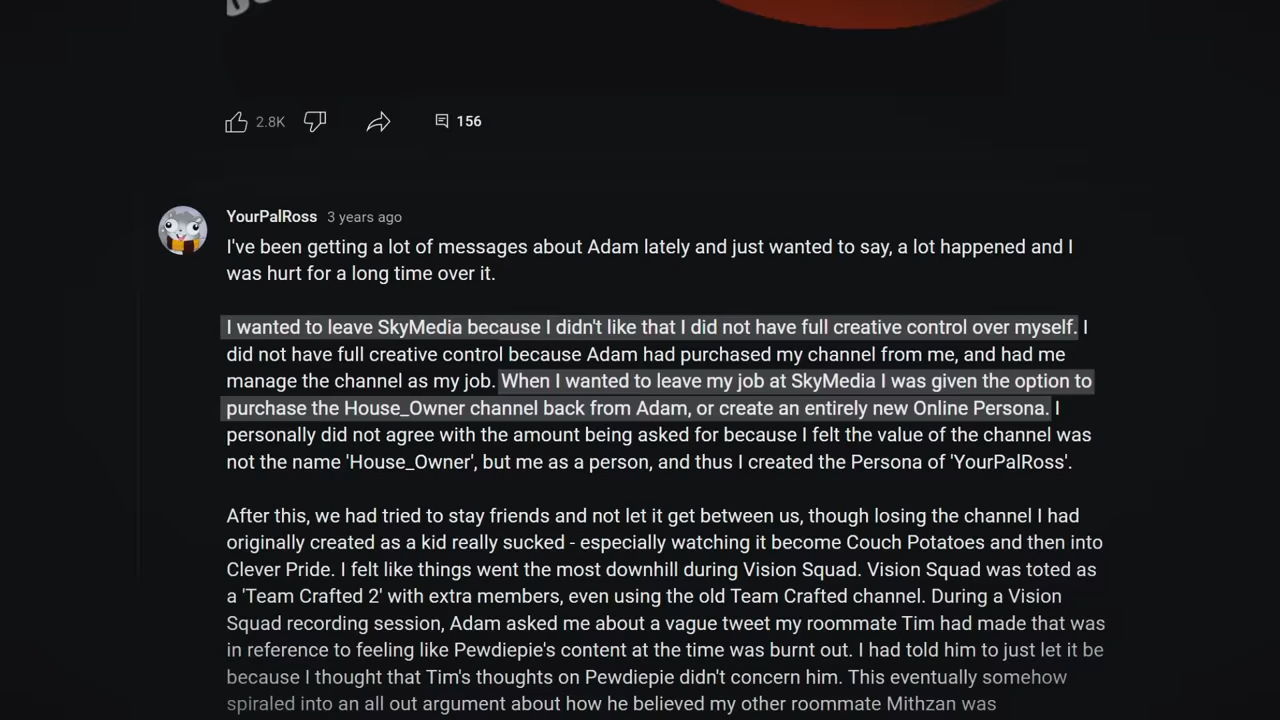 2.8K 156
YourPalRoss 3 years ago
I've been getting a lot of messages about Adam lately and just wanted to say, a lot happened and I
was hurt for a long time over it.
I wanted to leave SkyMedia because I didn't like that I did not have full creative control over myself. I
did not have full creative control because Adam had purchased my channel from me, and had me
manage the channel as my job. When I wanted to leave my job at SkyMedia I was given the option to
purchase the House_Owner channel back from Adam, or create an entirely new Online Persona. I
personally did not agree with the amount being asked for because I felt the value of the channel was
not the name 'House_Owner', but me as a person, and thus I created the Persona of 'YourPalRoss'.
After this, we had tried to stay friends and not let it get between us, though losing the channel I had
originally created as a kid really sucked - especially watching it become Couch Potatoes and then into
Clever Pride. I felt like things went the most downhill during Vision Squad. Vision Squad was toted as
a 'Team Crafted 2' with extra members, even using the old Team Crafted channel. During a Vision
Squad recording session, Adam asked me about a vague tweet my roommate Tim had made that was
in reference to feeling like Pewdiepie's content at the time was burnt out. I had told him to just let it be
because I thought that Tim's thoughts on Pewdiepie didn't concern him. This eventually somehow
spiraled into an all out argument about how he believed my other roommate Mithzan was